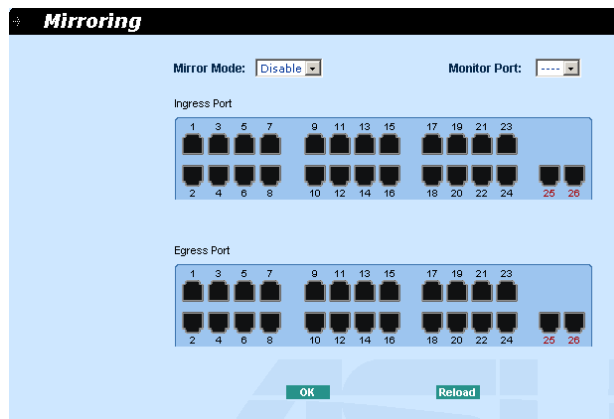 Mirroring
Mirror Mode: Disable Monitor Port: ----
Ingress Port
1 3 5 7 9 11 13 15 17 19 21 23
2 4 6 8 10 12 14 16 18 20 22 24 25 26
Egress Port
1 3 5 7 9 11 13 15 17 19 21 23
2 4 6 8 10 12 14 16 18 20 22 24 25 26
OK Reload